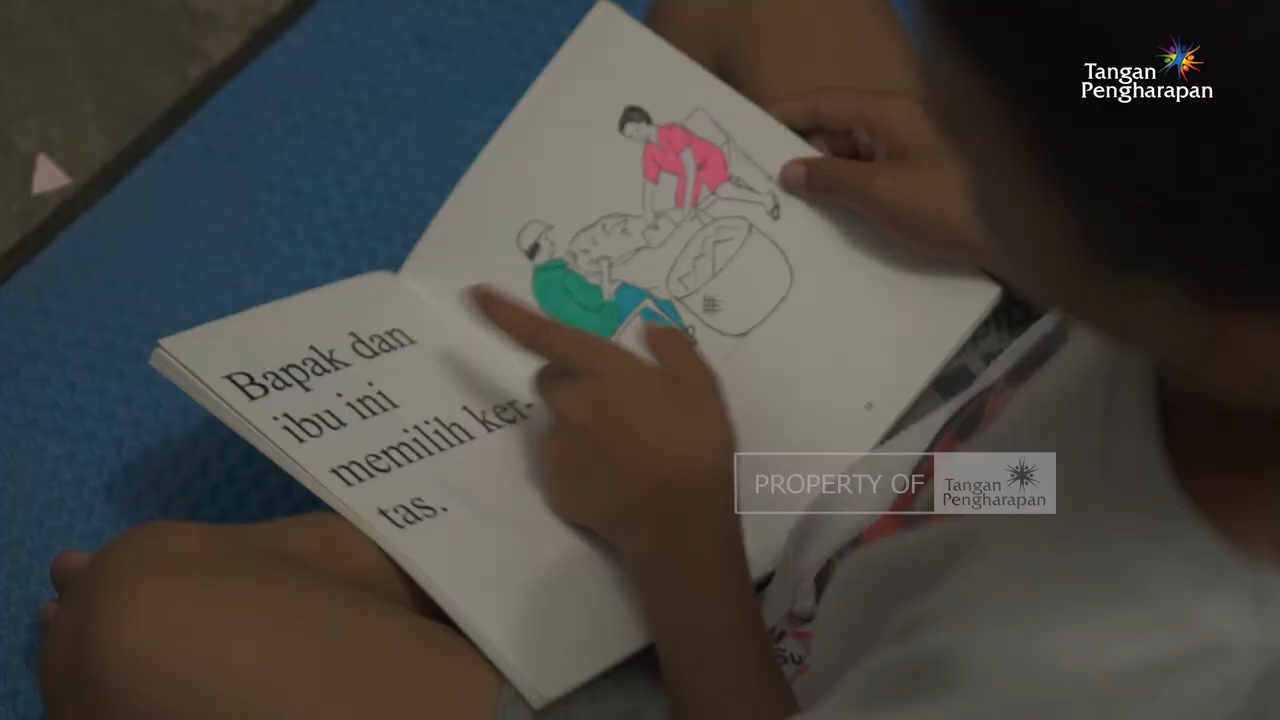 Tangan
Pengharapan
Bapak dan
ibu ini
memilih ker-
tas.
PROPERTY OF
Tangan
Pengharapan